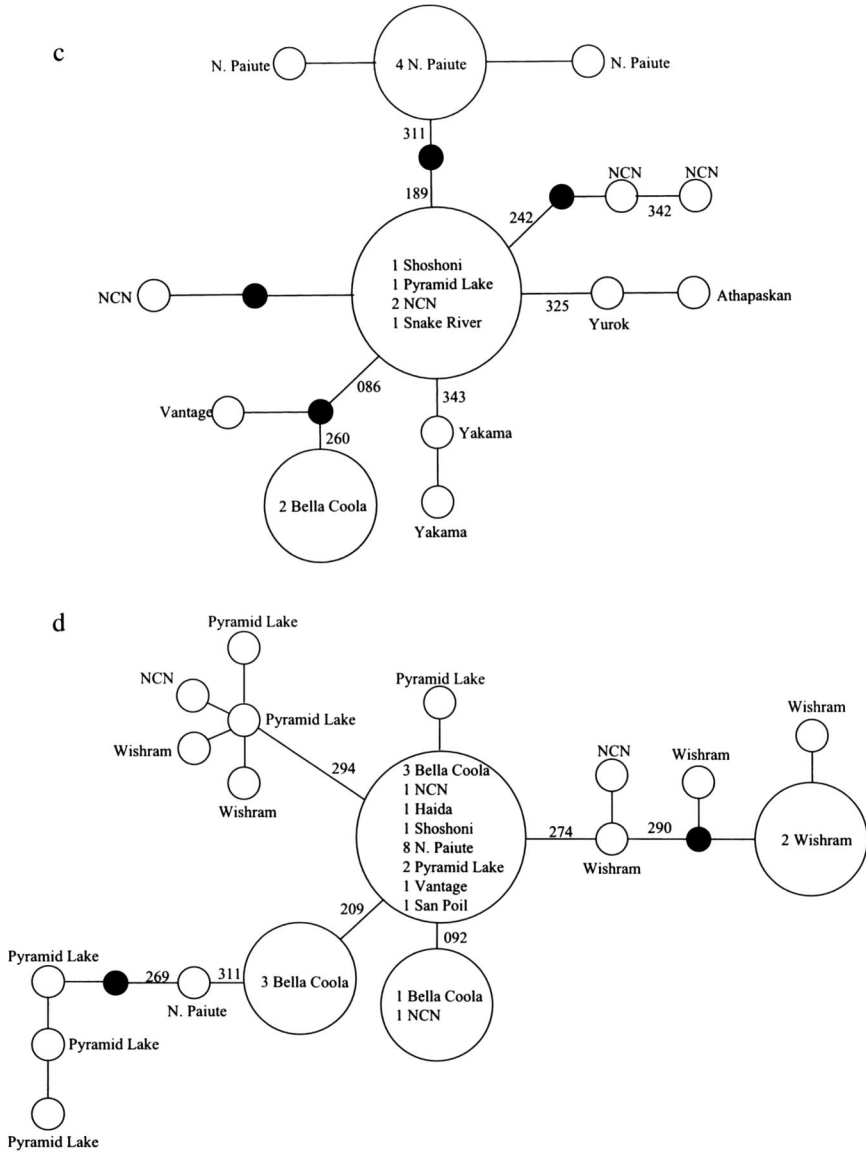 c
N. Paiute
4 N. Paiute
N. Paiute
311
189
NCN
NCN
242
342
1 Shoshoni
1 Pyramid Lake
2 NCN
1 Snake River
NCN
325
Yurok
Athapaskan
086
343
Vantage
260
Yakama
2 Bella Coola
Yakama
d
Pyramid Lake
NCN
Pyramid Lake
Wishram
Wishram
294
Pyramid Lake
3 Bella Coola
1 NCN
1 Haida
1 Shoshoni
8 N. Paiute
2 Pyramid Lake
1 Vantage
1 San Poil
274
NCN
Wishram
290
Wishram
Wishram
2 Wishram
209
092
Pyramid Lake
269
311
N. Paiute
3 Bella Coola
1 Bella Coola
1 NCN
Pyramid Lake
Pyramid Lake